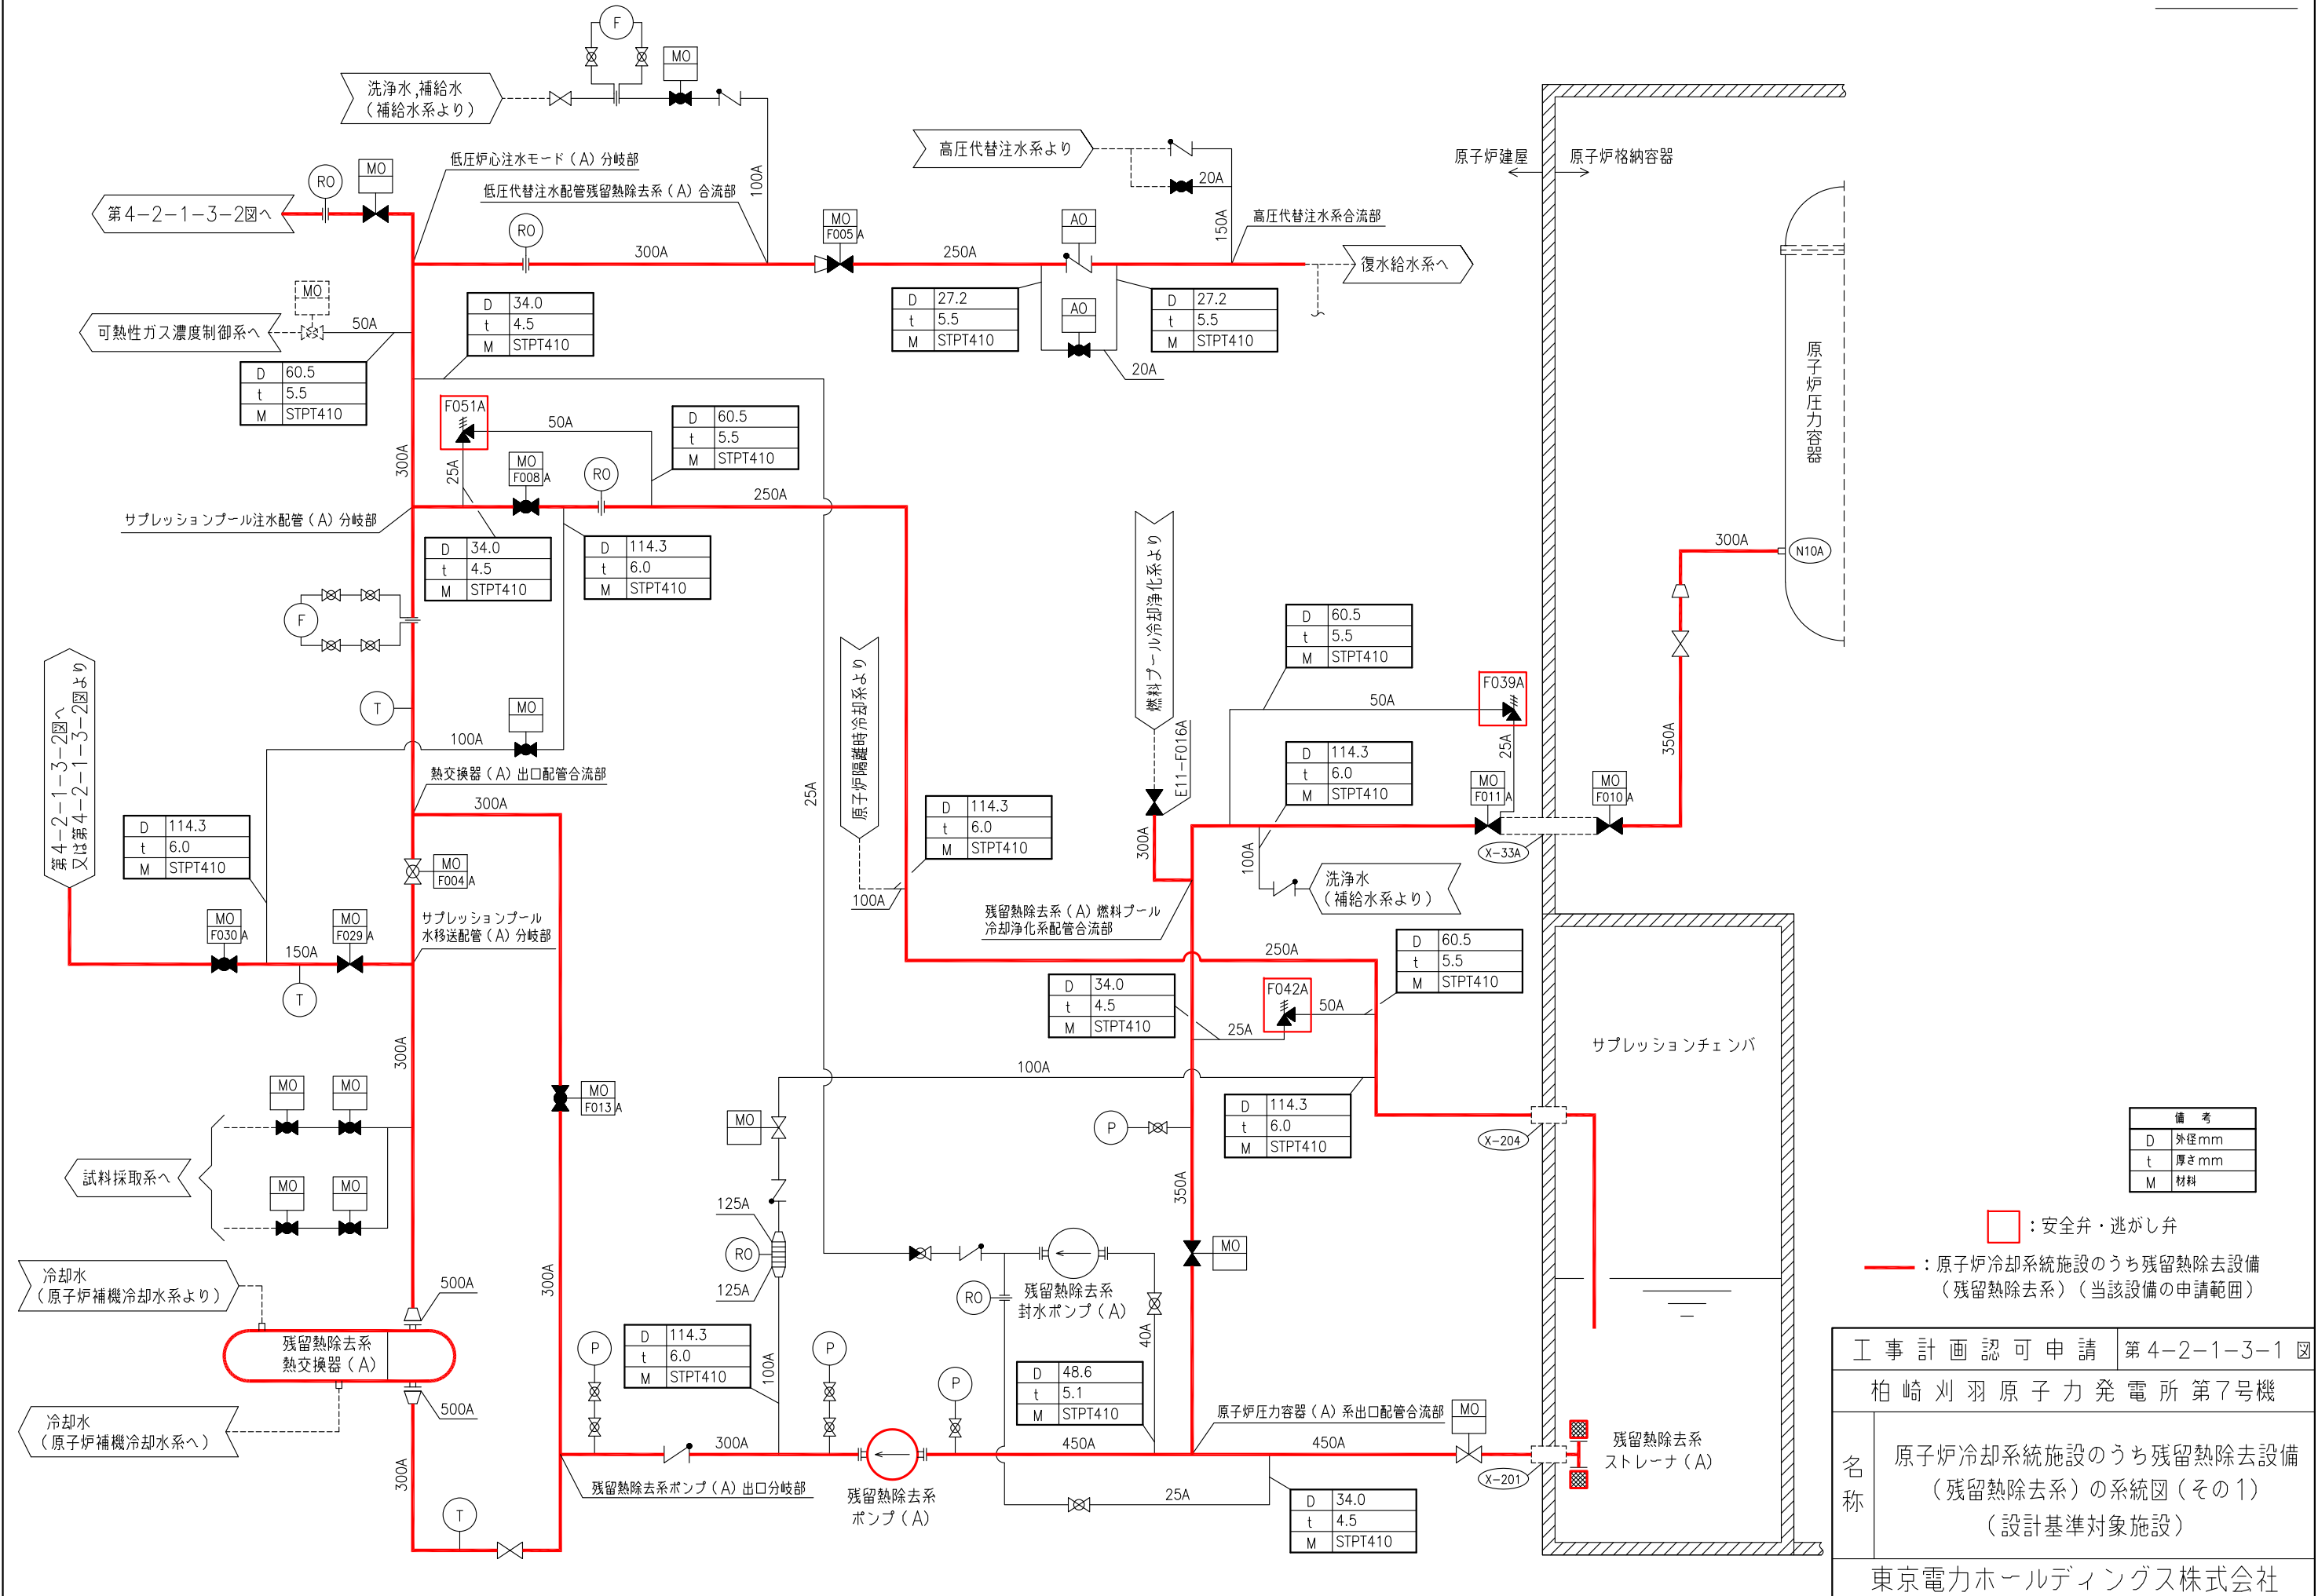 F
MO
洗浄水,補給水
(補給水系より)
100A
高圧代替注水系より
20A
150A
原子炉建屋
原子炉格納容器
低圧炉心注水モード(A)分岐部
低圧代替注水配管残留熱除去系(A)合流部
RO
MO
第4-2-1-3-2図へ
RO
300A
MO
F005A
250A
AO
高圧代替注水系合流部
復水給水系へ
MO
可熱性ガス濃度制御系へ
50A
D 60.5
t 5.5
M STPT410
D 34.0
t 4.5
M STPT410
D 27.2
t 5.5
M STPT410
AO
20A
D 27.2
t 5.5
M STPT410
原子炉圧力容器
300A
F051A
50A
25A
MO
F008A
RO
D 60.5
t 5.5
M STPT410
250A
サプレッションプール注水配管(A)分岐部
D 34.0
t 4.5
M STPT410
D 114.3
t 6.0
M STPT410
F
T
MO
100A
25A
第4-2-1-3-2図へ
又は第4-2-1-3-2図より
熱交換器(A)出口配管合流部
300A
原子炉隔離時冷却系より
燃料プール冷却浄化系より
E11-F016A
300A
D 60.5
t 5.5
M STPT410
50A
F039A
25A
D 114.3
t 6.0
M STPT410
100A
MO
F011A
MO
F010A
X-33A
300A
N10A
350A
洗浄水
(補給水系より)
D 114.3
t 6.0
M STPT410
MO
F004A
D 114.3
t 6.0
M STPT410
100A
残留熱除去系(A)燃料プール
冷却浄化系配管合流部
サプレッションプール
水移送配管(A)分岐部
MO
F030A
150A
MO
F029A
T
250A
D 60.5
t 5.5
M STPT410
D 34.0
t 4.5
M STPT410
F042A
50A
25A
サプレッションチェンバ
300A
100A
MO
MO
MO
MO
試料採取系へ
MO
F013A
MO
125A
RO
125A
P
D 114.3
t 6.0
M STPT410
X-204
350A
MO
備考
D 外径mm
t 厚さmm
M 材料
:安全弁・逃がし弁
:原子炉冷却系統施設のうち残留熱除去設備
(残留熱除去系)(当該設備の申請範囲)
冷却水
(原子炉補機冷却水系より)
500A
残留熱除去系
熱交換器(A)
500A
冷却水
(原子炉補機冷却水系へ)
300A
T
300A
RO
残留熱除去系
封水ポンプ(A)
40A
P
D 114.3
t 6.0
M STPT410
100A
P
P
D 48.6
t 5.1
M STPT410
原子炉圧力容器(A)系出口配管合流部
MO
300A
450A
450A
X-201
残留熱除去系
ストレーナ(A)
残留熱除去系ポンプ(A)出口分岐部
残留熱除去系
ポンプ(A)
25A
D 34.0
t 4.5
M STPT410
工事計画認可申請 第4-2-1-3-1図
柏崎刈羽原子力発電所第7号機
名称
原子炉冷却系統施設のうち残留熱除去設備
(残留熱除去系)の系統図(その1)
(設計基準対象施設)
東京電力ホールディングス株式会社